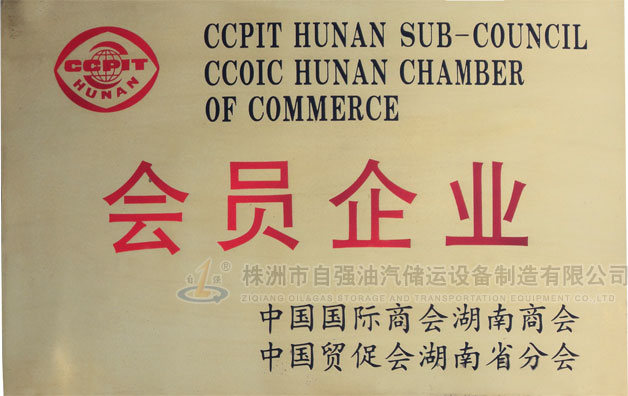 CCPIT
HUNAN
CCPIT HUNAN SUB-COUNCIL
CCOIC HUNAN CHAMBER
OF COMMERCE
会员企业
®
株洲市自强油汽储运设备制造有限公司
ZIQIANG OIL&GAS STORAGE AND TRANSPORTATION EQUIPMENT CO., LTD
中国国际商会湖南商会
中国贸促会湖南省分会